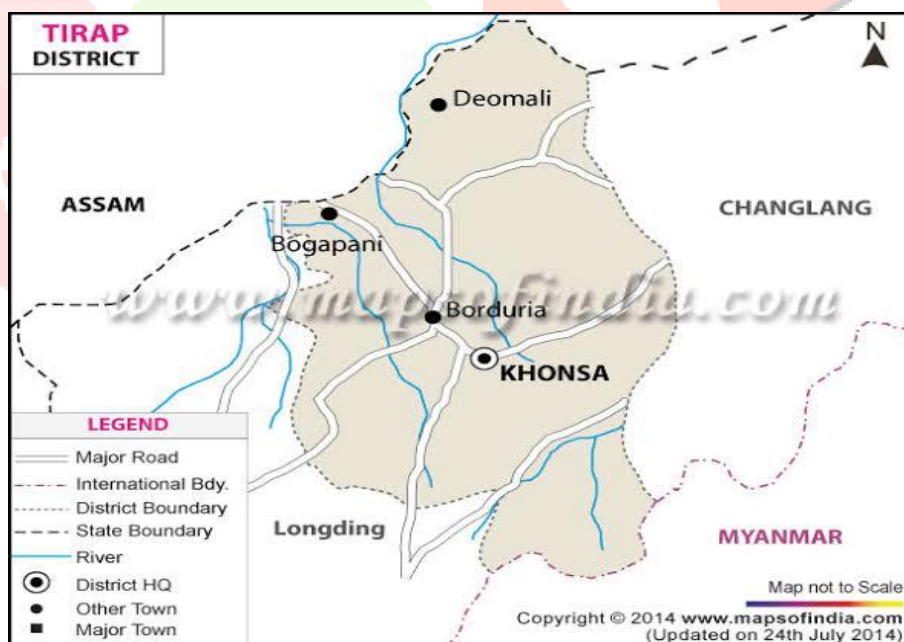 TIRAP
DISTRICT
N
Deomali
ASSAM
CHANGLANG
Bogapani
www.mapsofindia.com
Borduria
KHONSA
LEGEND
Major Road
International Bdy.
District Boundary
State Boundary
River
District HQ
Other Town
Major Town
Longding
MYANMAR
Map not to Scale
Copyright © 2014 www.mapsofindia.com
(Updated on 24th July 2014)